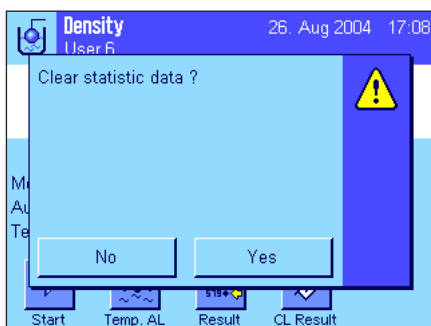 Density 26. Aug 2004 17:08
User 6
Clear statistic data ?
No Yes
Start Temp. AL Result CL Result